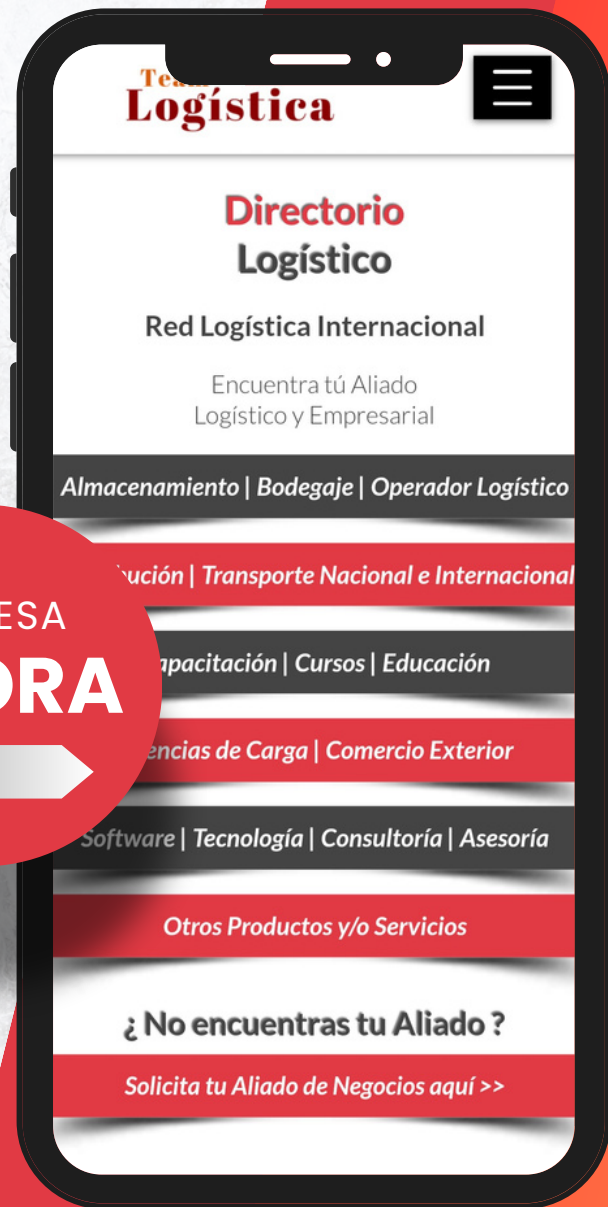 Logística
Directorio
Logístico
Red Logística Internacional
Encuentra tú Aliado
Logístico y Empresarial
Almacenamiento | Bodegaje | Operador Logístico
| Transporte Nacional e Internacional
| Cursos | Educación
de Carga | Comercio Exterior
Software | Tecnología | Consultoría | Asesoría
Otros Productos y/o Servicios
¿ No encuentras tu Aliado ?
Solicita tu Aliado de Negocios aquí >>